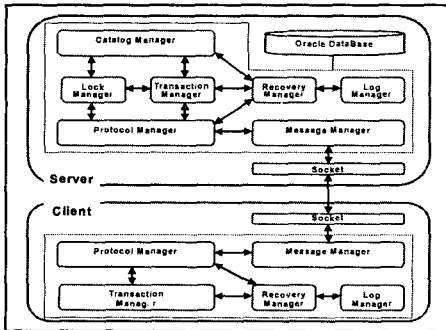 Catalog Manager
Oracle DataBase
Lock
Manager
Transaction
Manager
Recovery
Manager
Log
Manager
Protocol Manager
Message Manager
Socket
Server
Client
Socket
Protocol Manager
Message Manager
Transaction
Recovery
Manager
Log
Manager